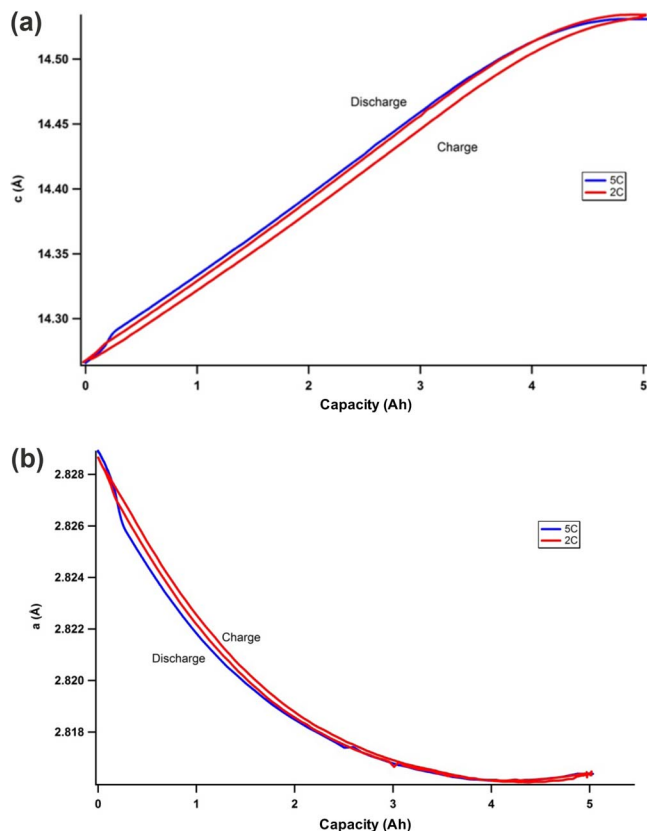 (a)
14.50
14.45
14.40
14.35
14.30
c (Å)
Discharge
Charge
5C
2C
0 1 2 3 4 5
Capacity (Ah)
(b)
2.828
2.826
2.824
2.822
2.820
2.818
a (Å)
5C
2C
Charge
Discharge
0 1 2 3 4 5
Capacity (Ah)